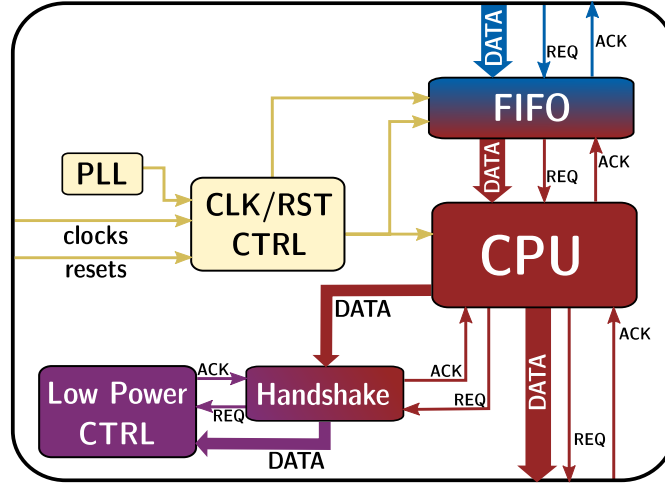 DATA
REQ
ACK
FIFO
DATA
REQ
ACK
PLL
CLK/RST
CTRL
clocks
resets
CPU
DATA
ACK
Low Power
CTRL
ACK
REQ
Handshake
ACK
REQ
DATA
DATA
REQ